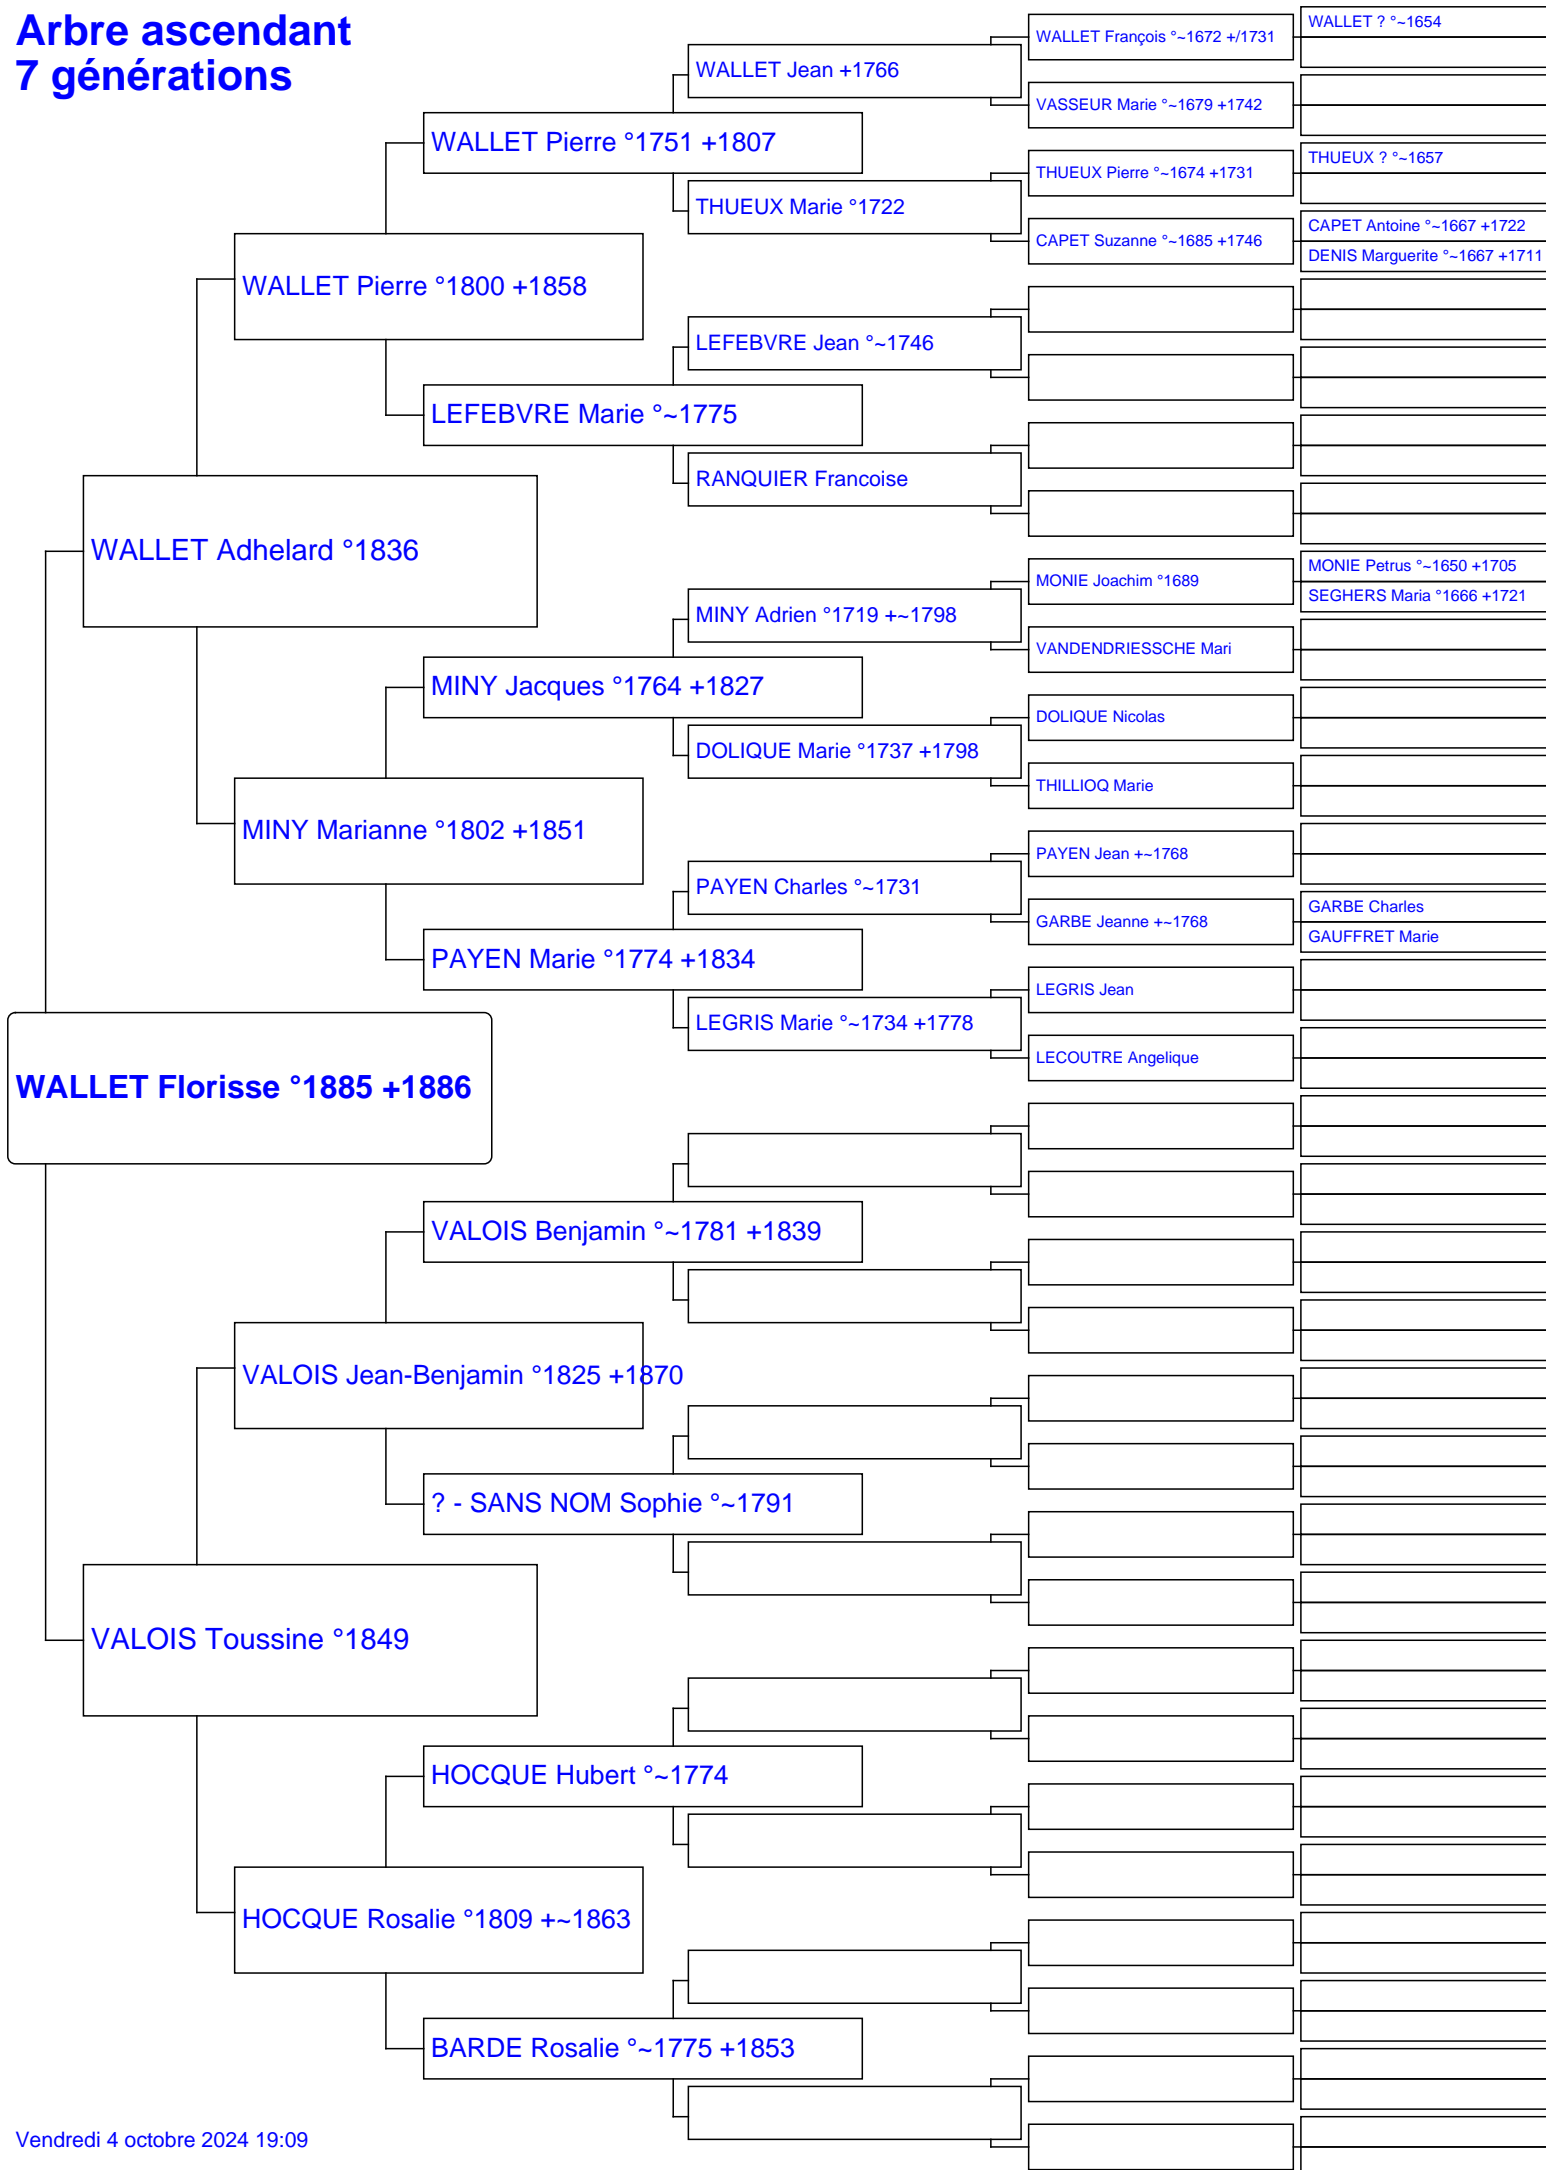 Arbre ascendant
7 générations
WALLET Florisse °1885 +1886
WALLET Adhelard °1836
VALOIS Toussine °1849
WALLET Pierre °1800 +1858
MINY Marianne °1802 +1851
VALOIS Jean-Benjamin °1825 +1870
HOCQUE Rosalie °1809 +~1863
WALLET Pierre °1751 +1807
LEFEBVRE Marie °~1775
MINY Jacques °1764 +1827
PAYEN Marie °1774 +1834
VALOIS Benjamin °~1781 +1839
? - SANS NOM Sophie °~1791
HOCQUE Hubert °~1774
BARDE Rosalie °~1775 +1853
WALLET Jean +1766
THUEUX Marie °1722
LEFEBVRE Jean °~1746
RANQUIER Francoise
MINY Adrien °1719 +~1798
DOLIQUE Marie °1737 +1798
PAYEN Charles °~1731
LEGRIS Marie °~1734 +1778
WALLET François °~1672 +/1731
VASSEUR Marie °~1679 +1742
THUEUX Pierre °~1674 +1731
CAPET Suzanne °~1685 +1746
MONIE Joachim °1689
VANDENDRIESSCHE Mari
DOLIQUE Nicolas
THILLIOQ Marie
PAYEN Jean +~1768
GARBE Jeanne +~1768
LEGRIS Jean
LECOUTRE Angelique
WALLET ? °~1654
THUEUX ? °~1657
CAPET Antoine °~1667 +1722
DENIS Marguerite °~1667 +1711
MONIE Petrus °~1650 +1705
SEGHERS Maria °1666 +1721
GARBE Charles
GAUFFRET Marie
Vendredi 4 octobre 2024 19:09